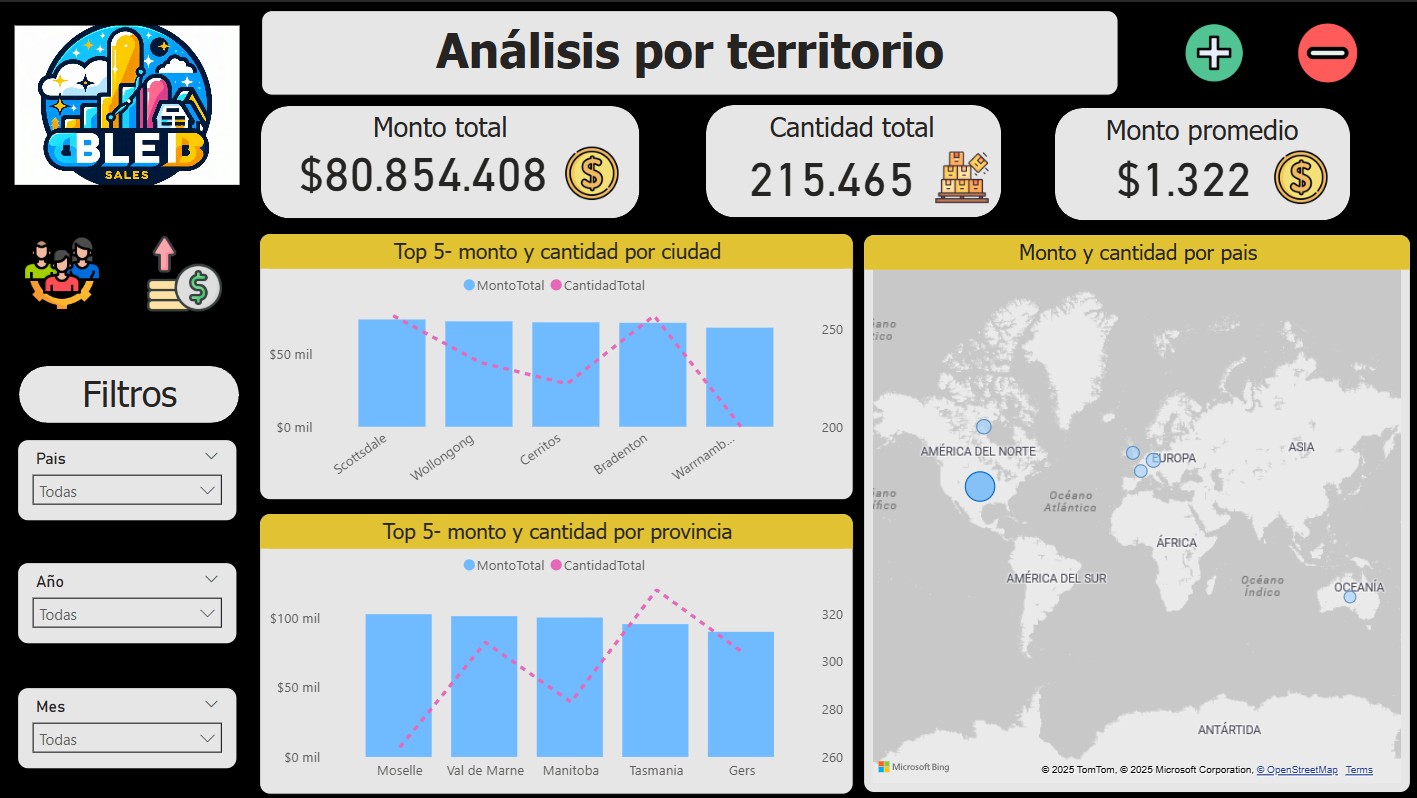 Análisis por territorio
BLEID
SALES
Monto total
$80.854.408
Cantidad total
215.465
Monto promedio
$1.322
Filtros
Pais
Todas
Año
Todas
Mes
Todas
Top 5- monto y cantidad por ciudad
MontoTotal CantidadTotal
$50 mil
$0 mil
250
200
Scottsdale
Wollongong
Cerritos
Bradenton
Warrnamb...
Top 5- monto y cantidad por provincia
MontoTotal CantidadTotal
$100 mil
$50 mil
$0 mil
320
300
280
260
Moselle
Val de Marne
Manitoba
Tasmania
Gers
Monto y cantidad por pais
éano
tico
AMÉRICA DEL NORTE
EUROPA
ASIA
éano
ífico
Océano
Atlántico
ÁFRICA
AMÉRICA DEL SUR
Océano
Índico
OCEANÍA
ANTÁRTIDA
Microsoft Bing
© 2025 TomTom, © 2025 Microsoft Corporation, © OpenStreetMap Terms